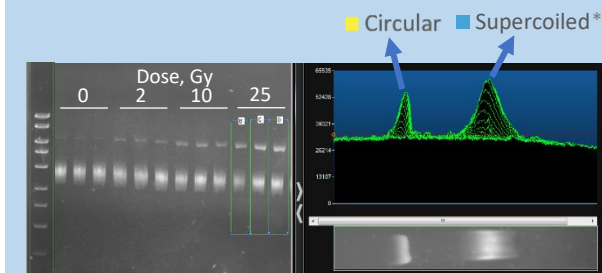 Circular Supercoiled*
Dose, Gy
0 2 10 25
65535-
52428-
39321-
26214-
13107-
0-